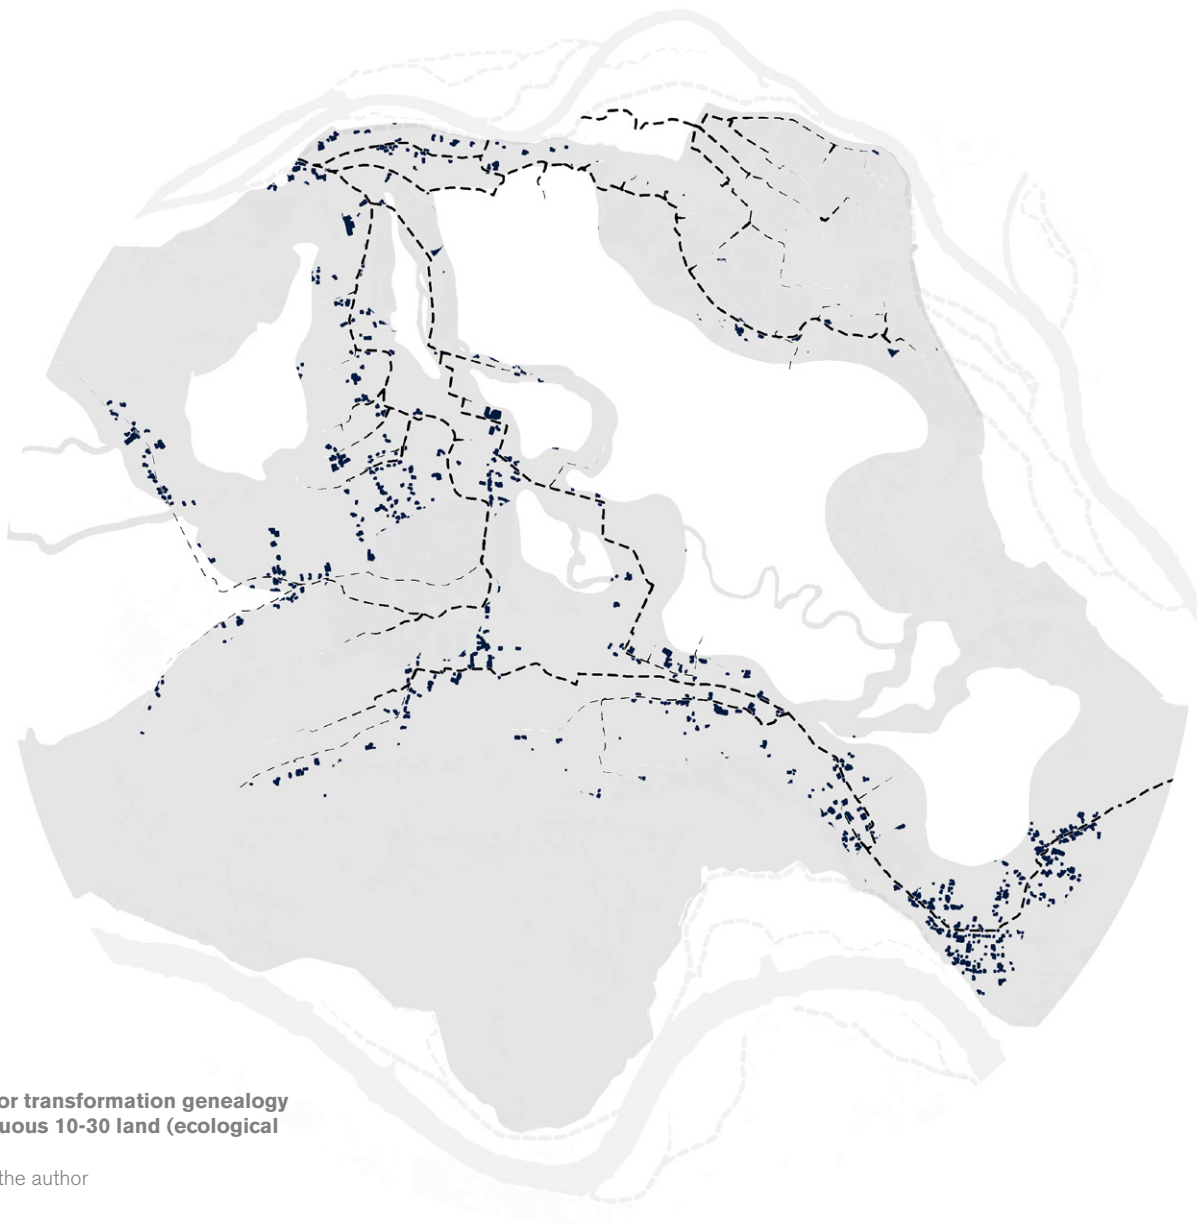 or transformation genealogy
uous 10-30 land (ecological
the author